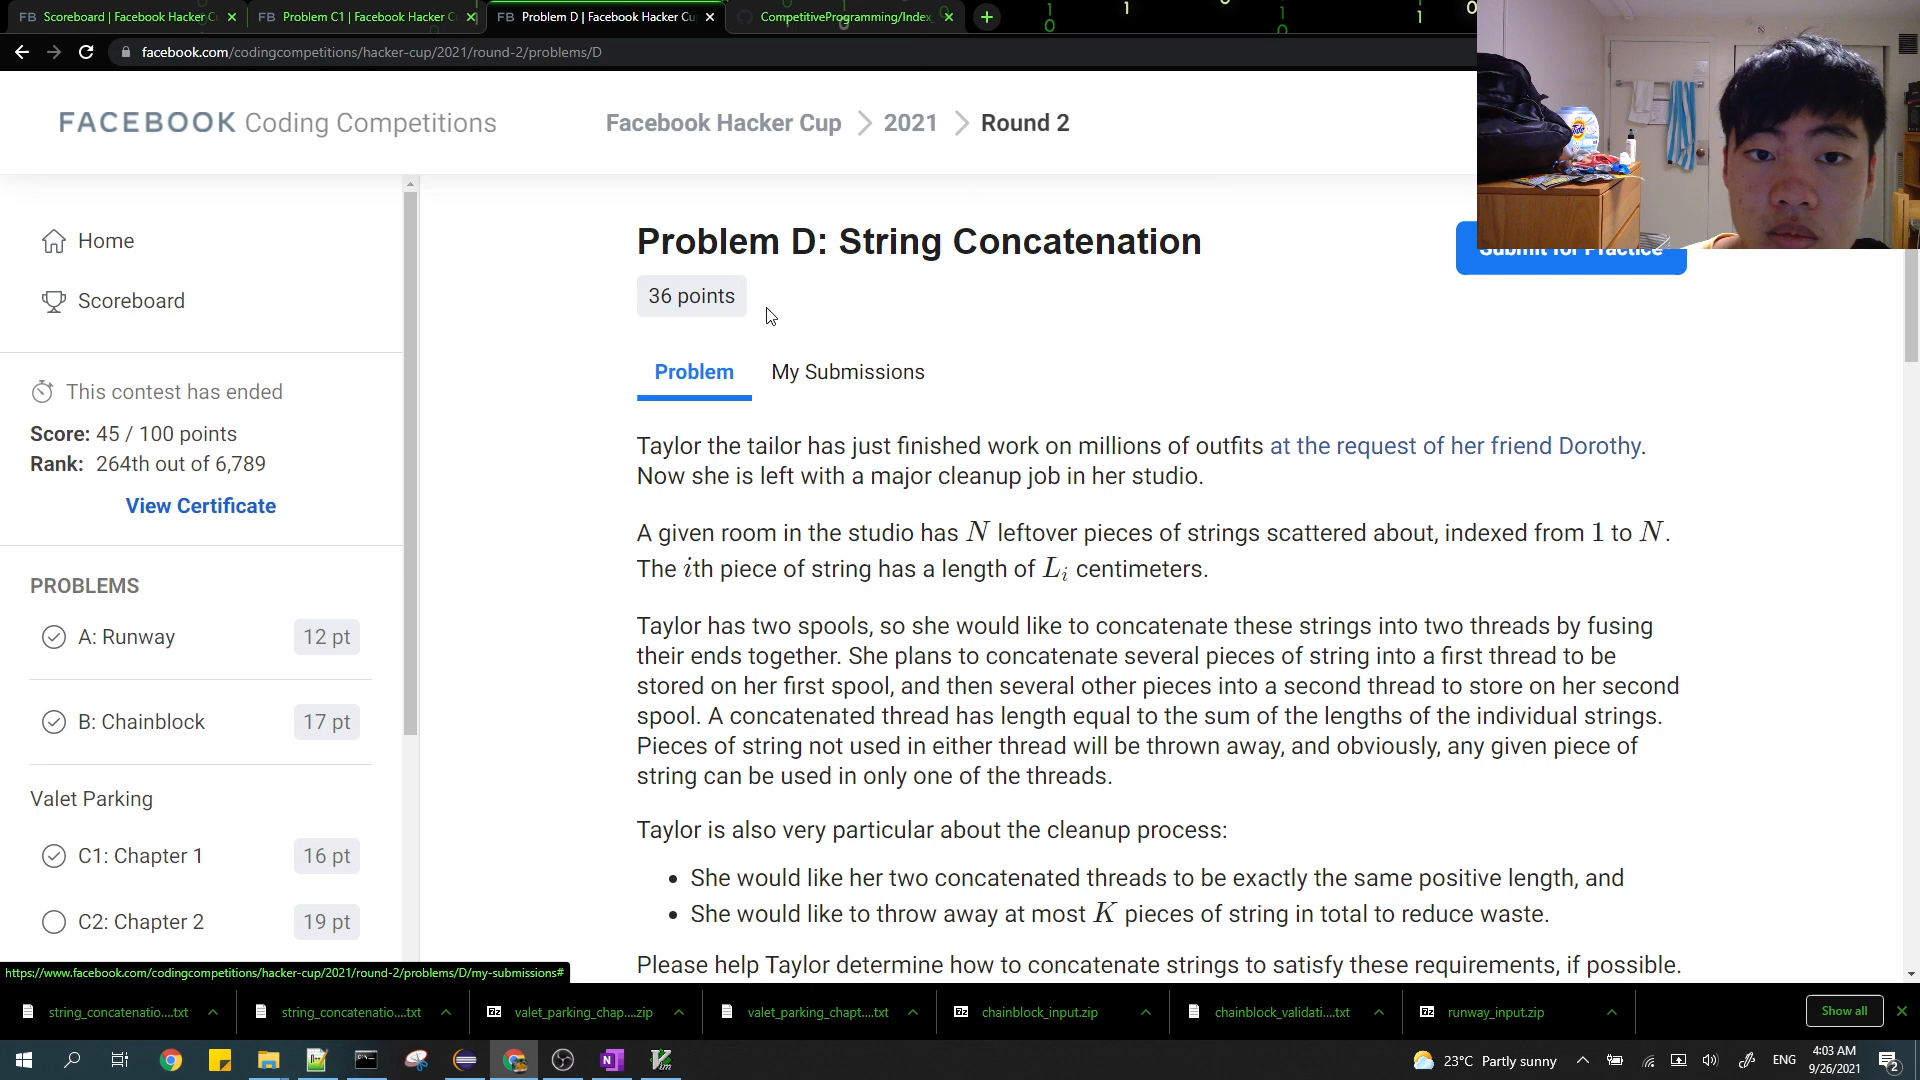 Scoreboard | Facebook Hacker C
Problem C1 | Facebook Hacker C
Problem D | Facebook Hacker Cu
CompetitiveProgramming/Index
facebook.com/codingcompetitions/hacker-cup/2021/round-2/problems/D
FACEBOOK Coding Competitions
Facebook Hacker Cup
2021
Round 2
Home
Scoreboard
This contest has ended
Score: 45 / 100 points
Rank: 264th out of 6,789
View Certificate
PROBLEMS
A: Runway
12 pt
B: Chainblock
17 pt
Valet Parking
C1: Chapter 1
16 pt
C2: Chapter 2
19 pt
https://www.facebook.com/codingcompetitions/hacker-cup/2021/round-2/problems/D/my-submissions#
Problem D: String Concatenation
Submit for Practice
36 points
Problem
My Submissions
Taylor the tailor has just finished work on millions of outfits at the request of her friend Dorothy.
Now she is left with a major cleanup job in her studio.
A given room in the studio has N leftover pieces of strings scattered about, indexed from 1 to N.
The ith piece of string has a length of Lᵢ centimeters.
Taylor has two spools, so she would like to concatenate these strings into two threads by fusing
their ends together. She plans to concatenate several pieces of string into a first thread to be
stored on her first spool, and then several other pieces into a second thread to store on her second
spool. A concatenated thread has length equal to the sum of the lengths of the individual strings.
Pieces of string not used in either thread will be thrown away, and obviously, any given piece of
string can be used in only one of the threads.
Taylor is also very particular about the cleanup process:
• She would like her two concatenated threads to be exactly the same positive length, and
• She would like to throw away at most K pieces of string in total to reduce waste.
Please help Taylor determine how to concatenate strings to satisfy these requirements, if possible.
string_concatenatio....txt
string_concatenatio....txt
valet_parking_chap....zip
valet_parking_chapt....txt
chainblock_input.zip
chainblock_validati....txt
runway_input.zip
Show all
23°C Partly sunny
ENG
4:03 AM
9/26/2021
2